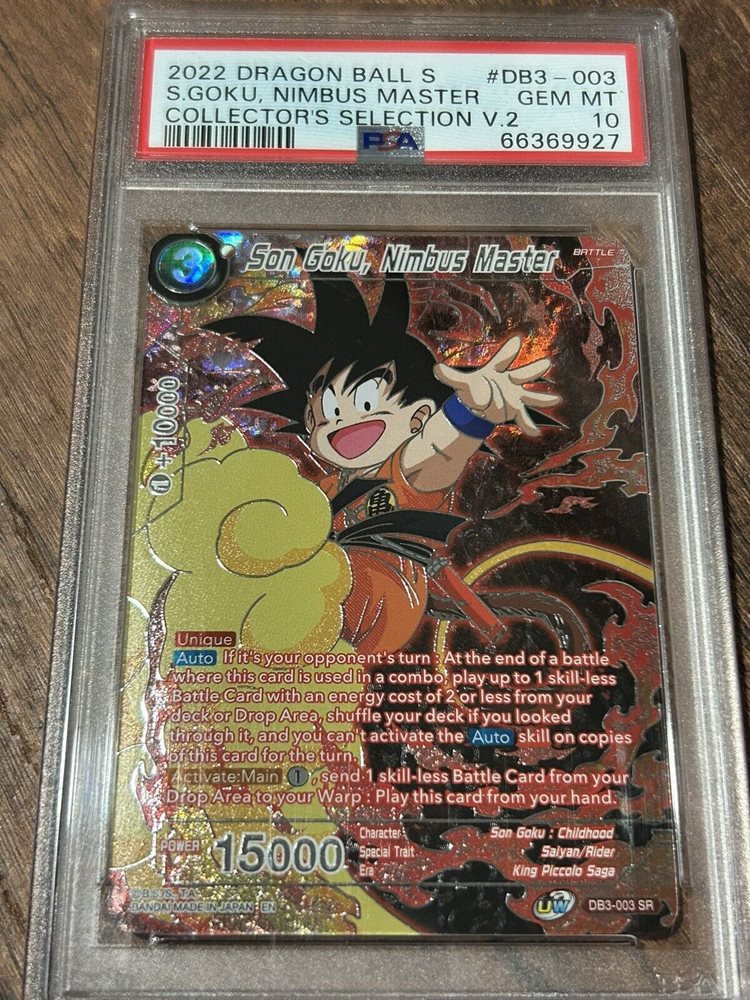 2022 DRAGON BALL S #DB3-003
S.GOKU, NIMBUS MASTER GEM MT
COLLECTOR'S SELECTION V.2 10
PSA 66369927
3 Son Goku, Nimbus Master BATTLE
1 +10000
亀
Unique
Auto If it's your opponent's turn : At the end of a battle
where this card is used in a combo, play up to 1 skill-less
Battle Card with an energy cost of 2 or less from your
deck or Drop Area, shuffle your deck if you looked
through it, and you can't activate the Auto skill on copies
of this card for the turn.
Activate:Main 1 , send 1 skill-less Battle Card from your
Drop Area to your Warp : Play this card from your hand.
POWER 15000
Character Son Goku : Childhood
Special Trait Saiyan/Rider
Era King Piccolo Saga
©B.S./S., T.A.
BANDAI MADE IN JAPAN EN
UW DB3-003 SR